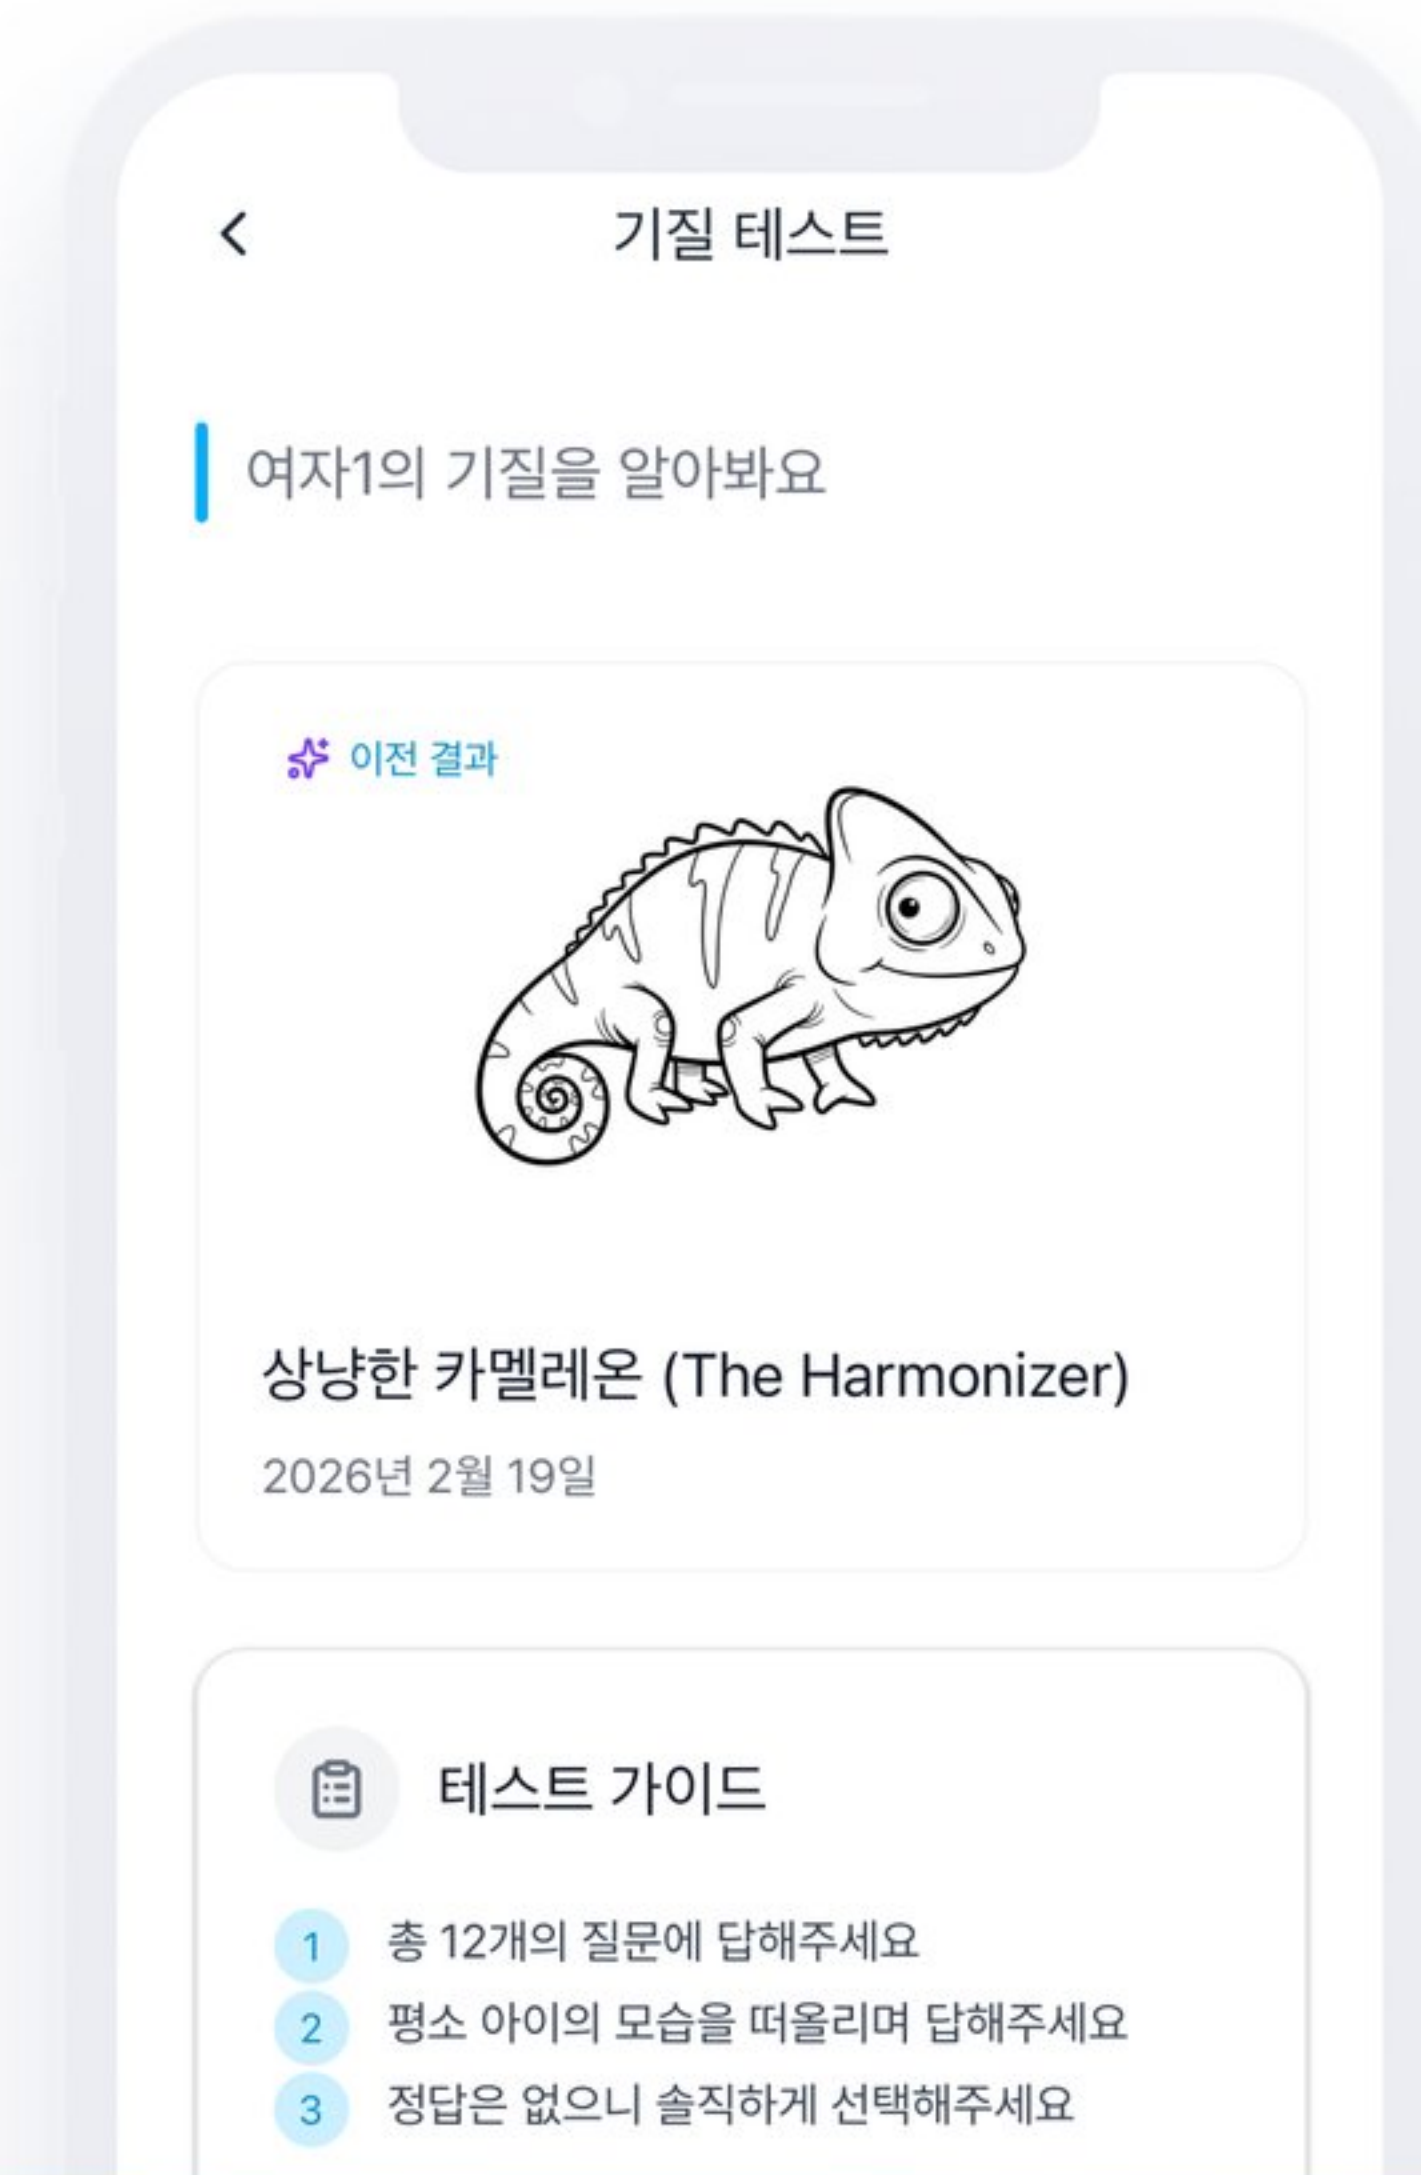 기질 테스트
여자1의 기질을 알아봐요
이전 결과
상냥한 카멜레온 (The Harmonizer)
2026년 2월 19일
테스트 가이드
1 총 12개의 질문에 답해주세요
2 평소 아이의 모습을 떠올리며 답해주세요
3 정답은 없으니 솔직하게 선택해주세요